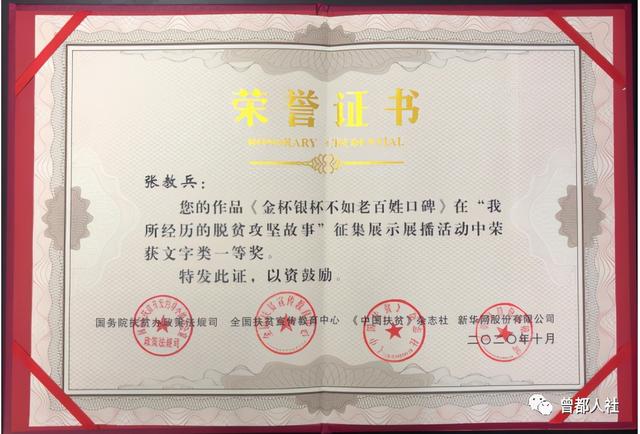 荣誉证书
HONORARY CREDENTIAL
张教兵：
您的作品《金杯银杯不如老百姓口碑》在“我
所经历的脱贫攻坚故事”征集展示展播活动中荣
获文字类一等奖。
特发此证，以资鼓励。
国务院扶贫办政策法规司 全国扶贫宣传教育中心 《中国扶贫》杂志社 新华网股份有限公司
政策法规司
二〇二〇年十月
曾都人社